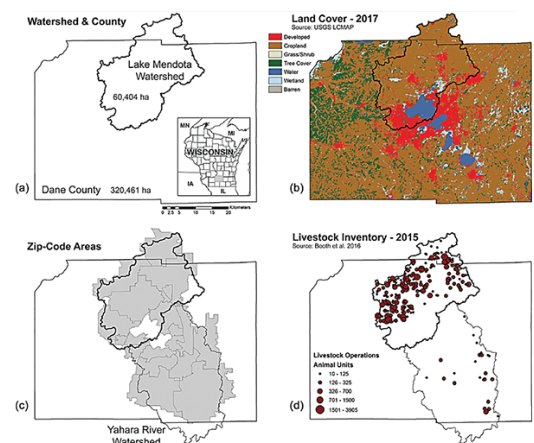 Watershed & County
Lake Mendota
Watershed
60,404 ha
MN
MI
WISCONSIN
IA
IL
(a)
Dane County 320,461 ha
Kilometers
0 2.5 5 10 15 20
Land Cover - 2017
Source: USGS LCMAP
Developed
Cropland
Grass/Shrub
Tree Cover
Water
Wetland
Barren
(b)
Zip-Code Areas
(c)
Yahara River
Watershed
Livestock Inventory - 2015
Source: Booth et al. 2016
Livestock Operations
Animal Units
10 - 125
126 - 325
326 - 700
701 - 1500
1501 - 3905
(d)